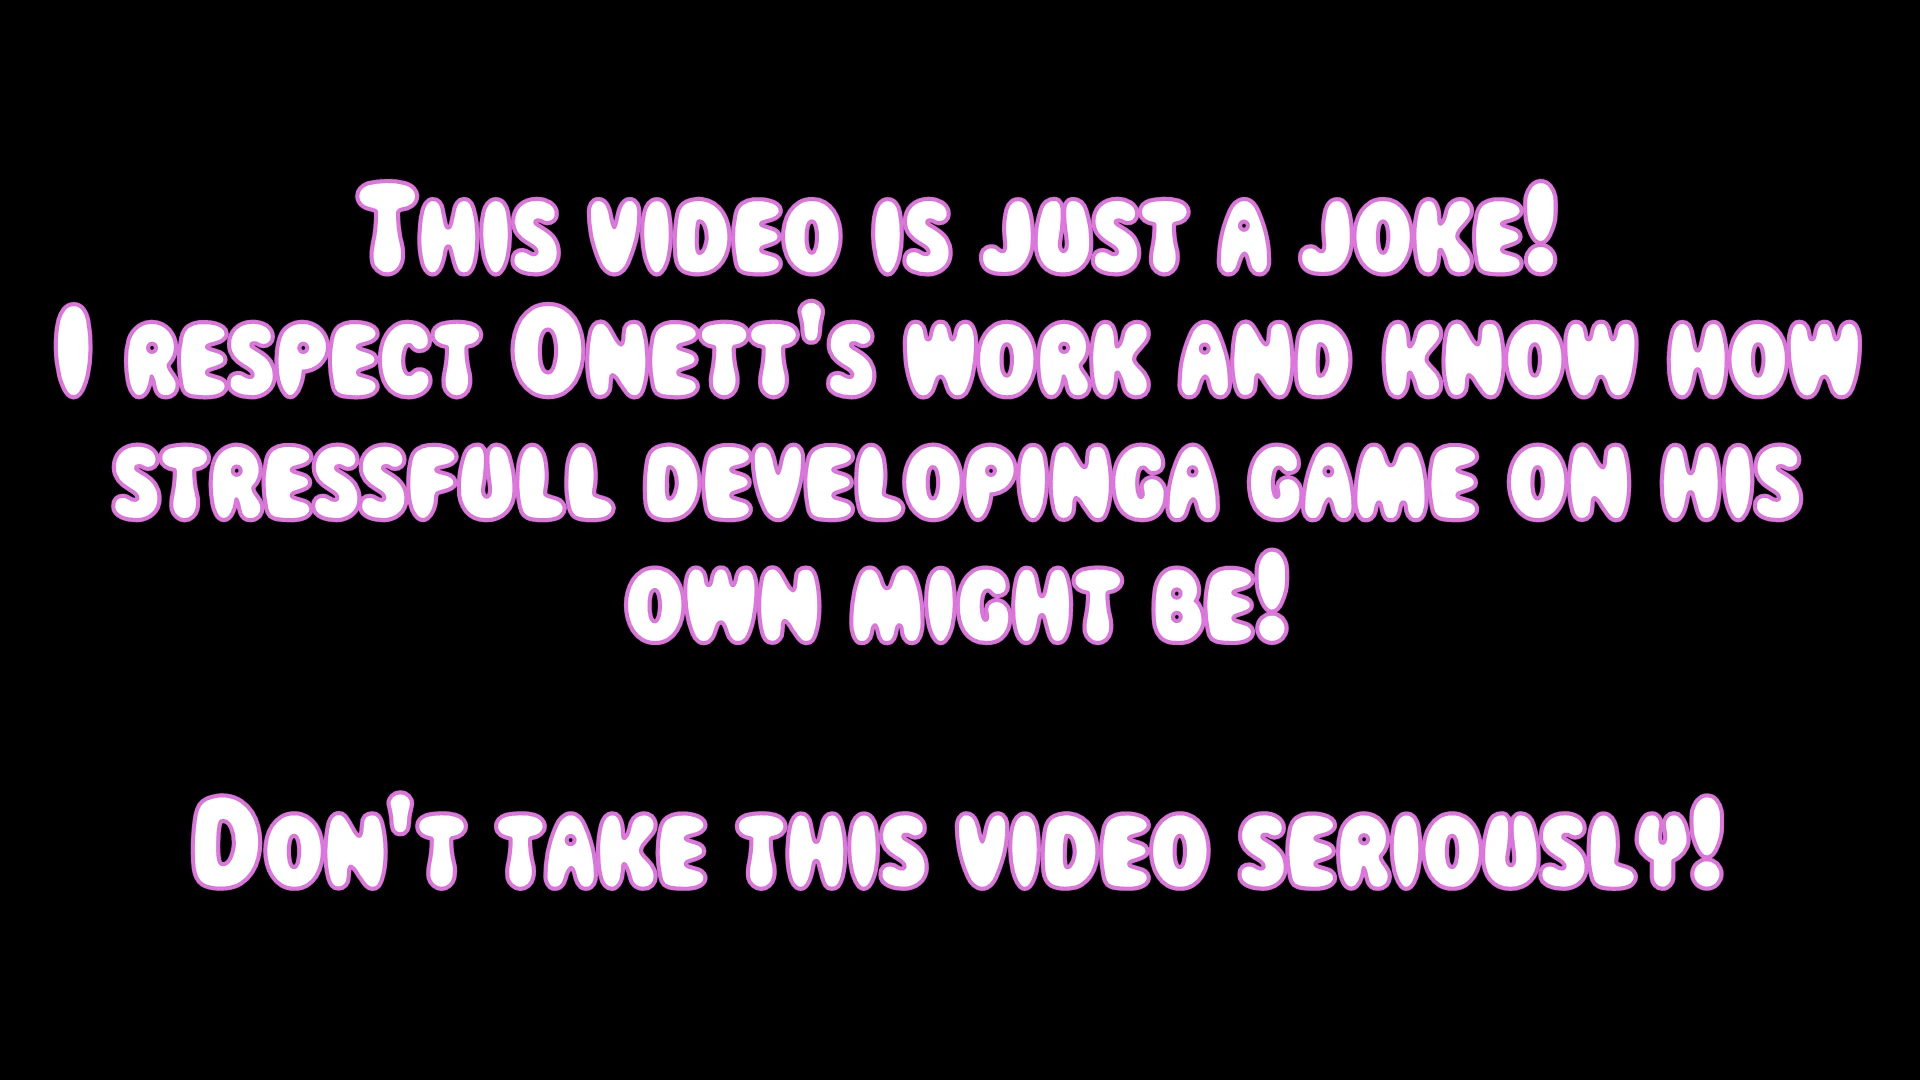 This video is just a joke!
I respect Onett's work and know how
stressfull developinga game on his
own might be!
Don't take this video seriously!